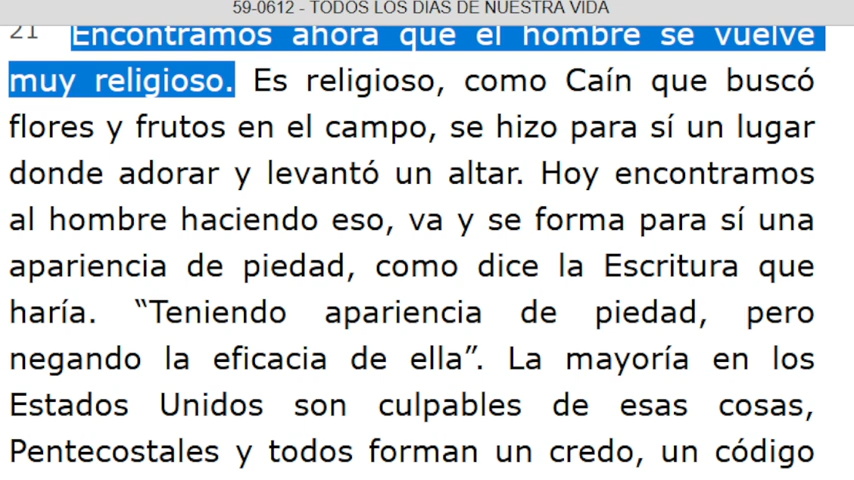 59-0612 - TODOS LOS DIAS DE NUESTRA VIDA
21 Encontramos ahora que el hombre se vuelve
muy religioso. Es religioso, como Caín que buscó
flores y frutos en el campo, se hizo para sí un lugar
donde adorar y levantó un altar. Hoy encontramos
al hombre haciendo eso, va y se forma para sí una
apariencia de piedad, como dice la Escritura que
haría. “Teniendo apariencia de piedad, pero
negando la eficacia de ella”. La mayoría en los
Estados Unidos son culpables de esas cosas,
Pentecostales y todos forman un credo, un código